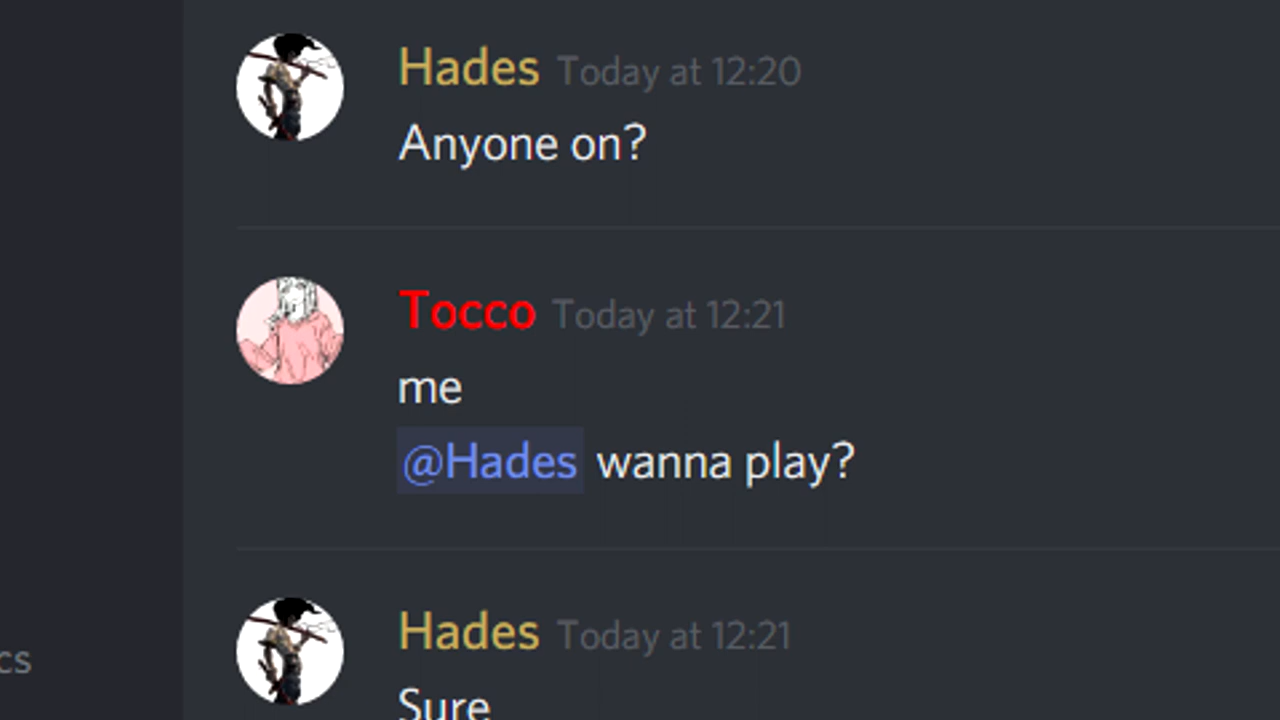 Hades Today at 12:20
Anyone on?
Tocco Today at 12:21
me
@Hades wanna play?
Hades Today at 12:21
cs
Sure